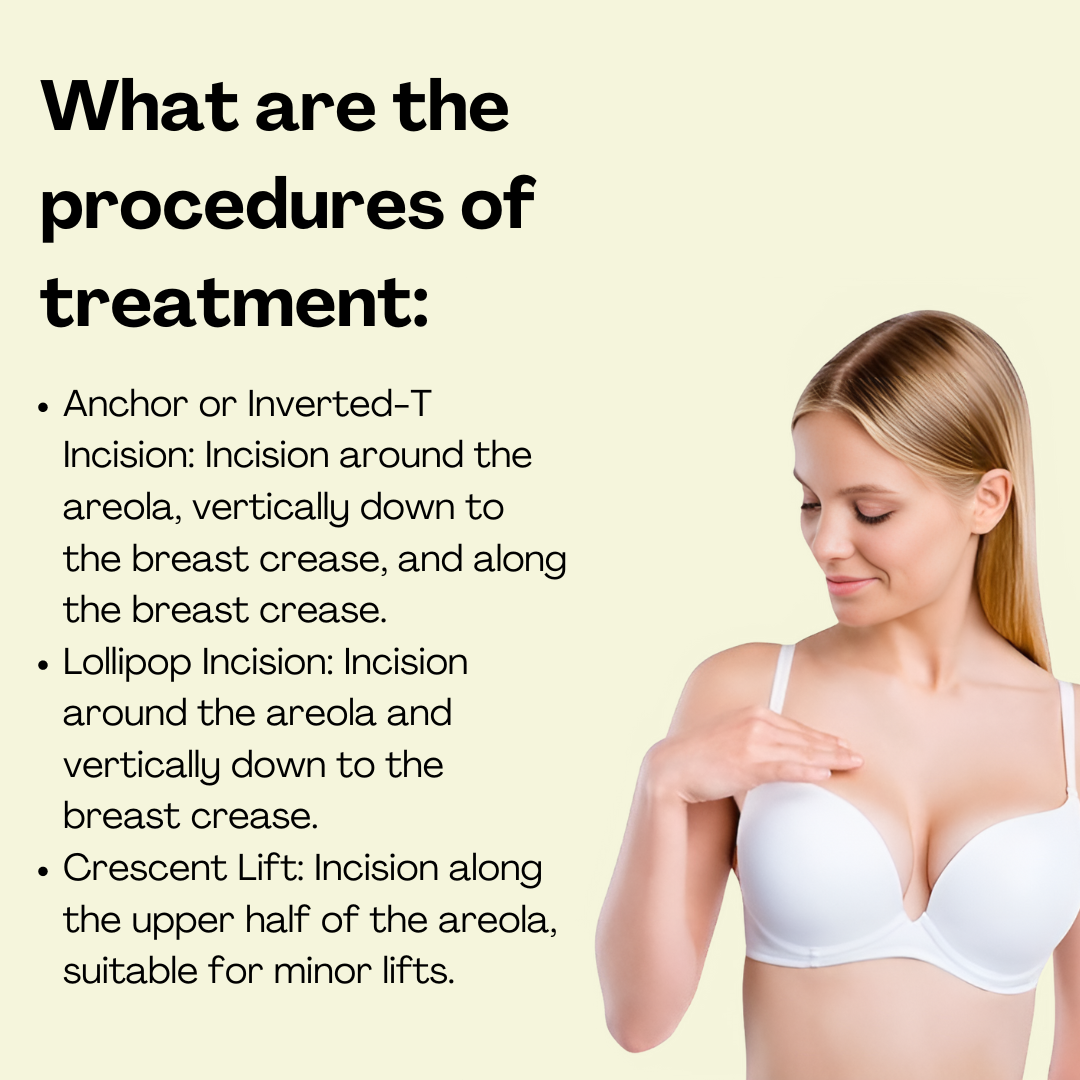 What are the
procedures of
treatment:
• Anchor or Inverted-T
Incision: Incision around the
areola, vertically down to
the breast crease, and along
the breast crease.
• Lollipop Incision: Incision
around the areola and
vertically down to the
breast crease.
• Crescent Lift: Incision along
the upper half of the areola,
suitable for minor lifts.